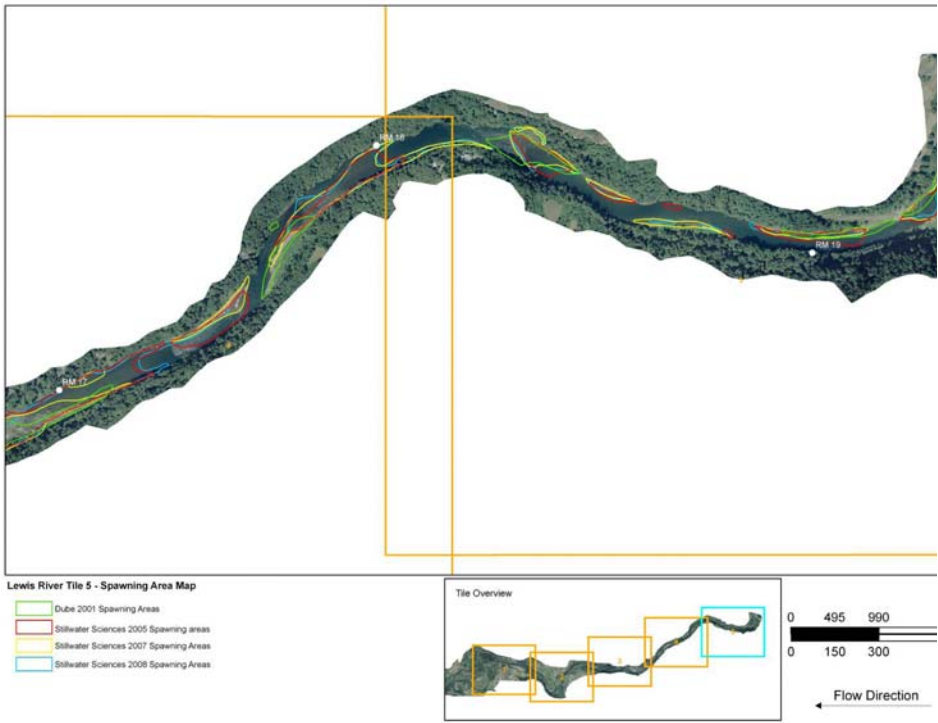 RM 18
RM 19
RM 17
Lewis River Tile 5 - Spawning Area Map
Dube 2001 Spawning Areas
Stillwater Sciences 2005 Spawning areas
Stillwater Sciences 2007 Spawning Areas
Stillwater Sciences 2008 Spawning Areas
Tile Overview
0 495 990
0 150 300
Flow Direction